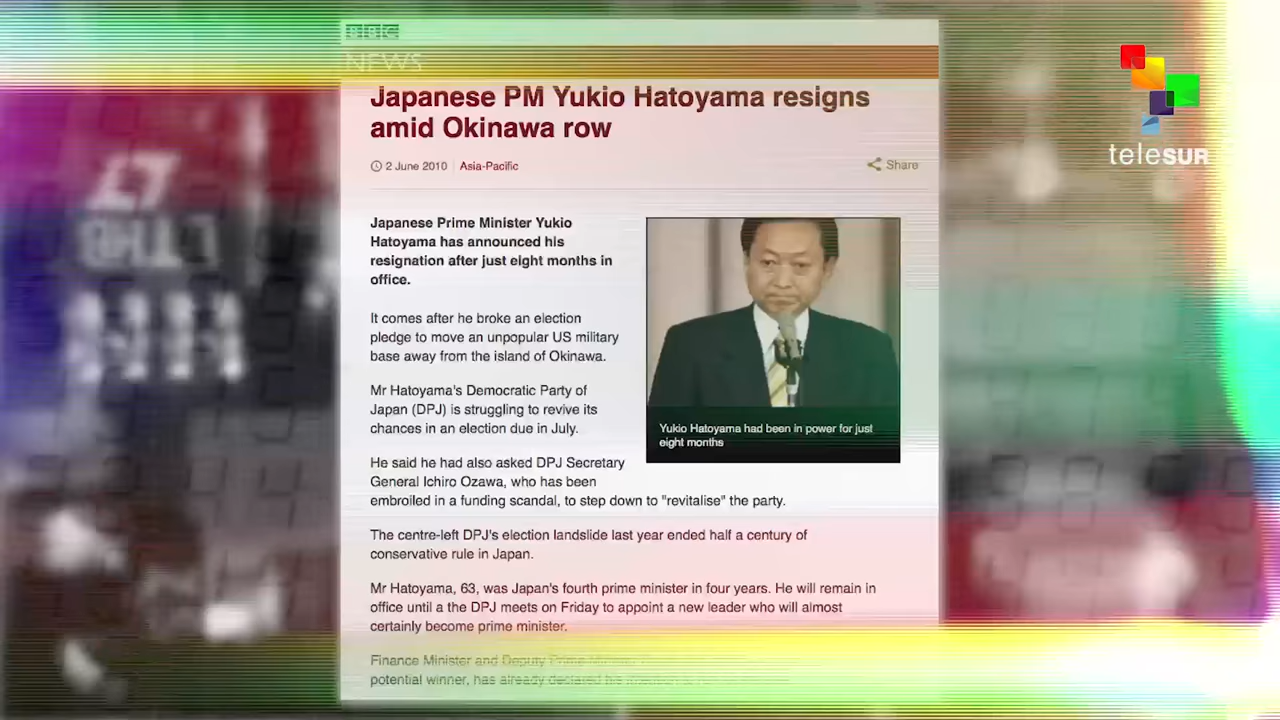 BBC
NEWS
Japanese PM Yukio Hatoyama resigns
amid Okinawa row
2 June 2010
Asia-Pacific
Share
Japanese Prime Minister Yukio
Hatoyama has announced his
resignation after just eight months in
office.
It comes after he broke an election
pledge to move an unpopular US military
base away from the island of Okinawa.
Mr Hatoyama's Democratic Party of
Japan (DPJ) is struggling to revive its
chances in an election due in July.
He said he had also asked DPJ Secretary
General Ichiro Ozawa, who has been
embroiled in a funding scandal, to step down to "revitalise" the party.
Yukio Hatoyama had been in power for just
eight months
The centre-left DPJ's election landslide last year ended half a century of
conservative rule in Japan.
Mr Hatoyama, 63, was Japan's fourth prime minister in four years. He will remain in
office until a the DPJ meets on Friday to appoint a new leader who will almost
certainly become prime minister.
Finance Minister and Deputy Prime
potential winner, has already declared his
teleSUR